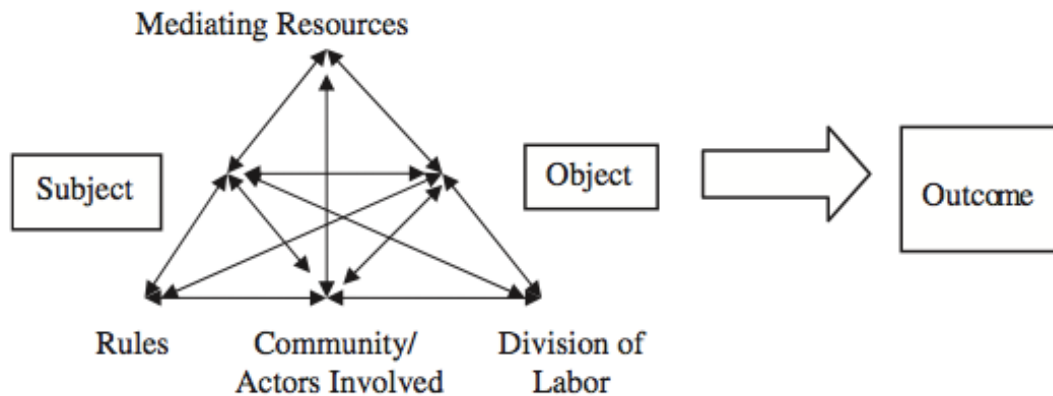 Mediating Resources
Subject
Object
Outcome
Rules
Community/
Actors Involved
Division of
Labor